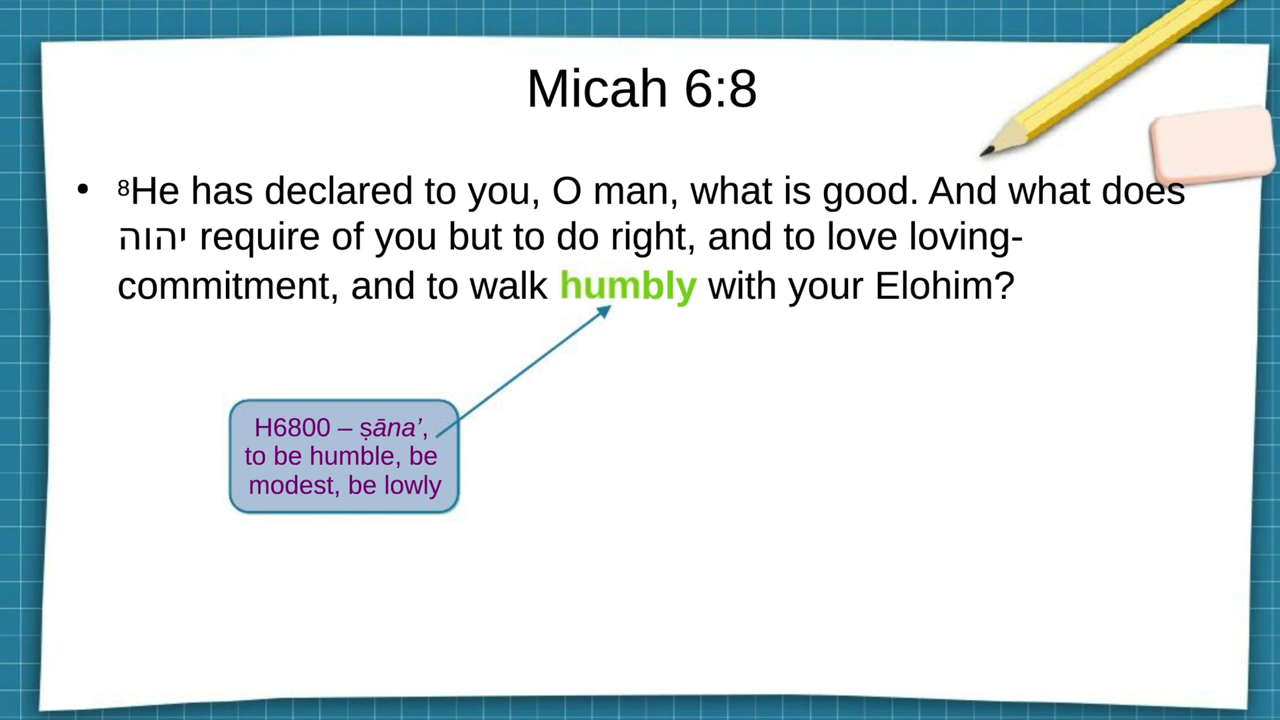 Micah 6:8
• ⁸He has declared to you, O man, what is good. And what does
יהוה require of you but to do right, and to love loving-
commitment, and to walk humbly with your Elohim?
H6800 – ṣāna’,
to be humble, be
modest, be lowly